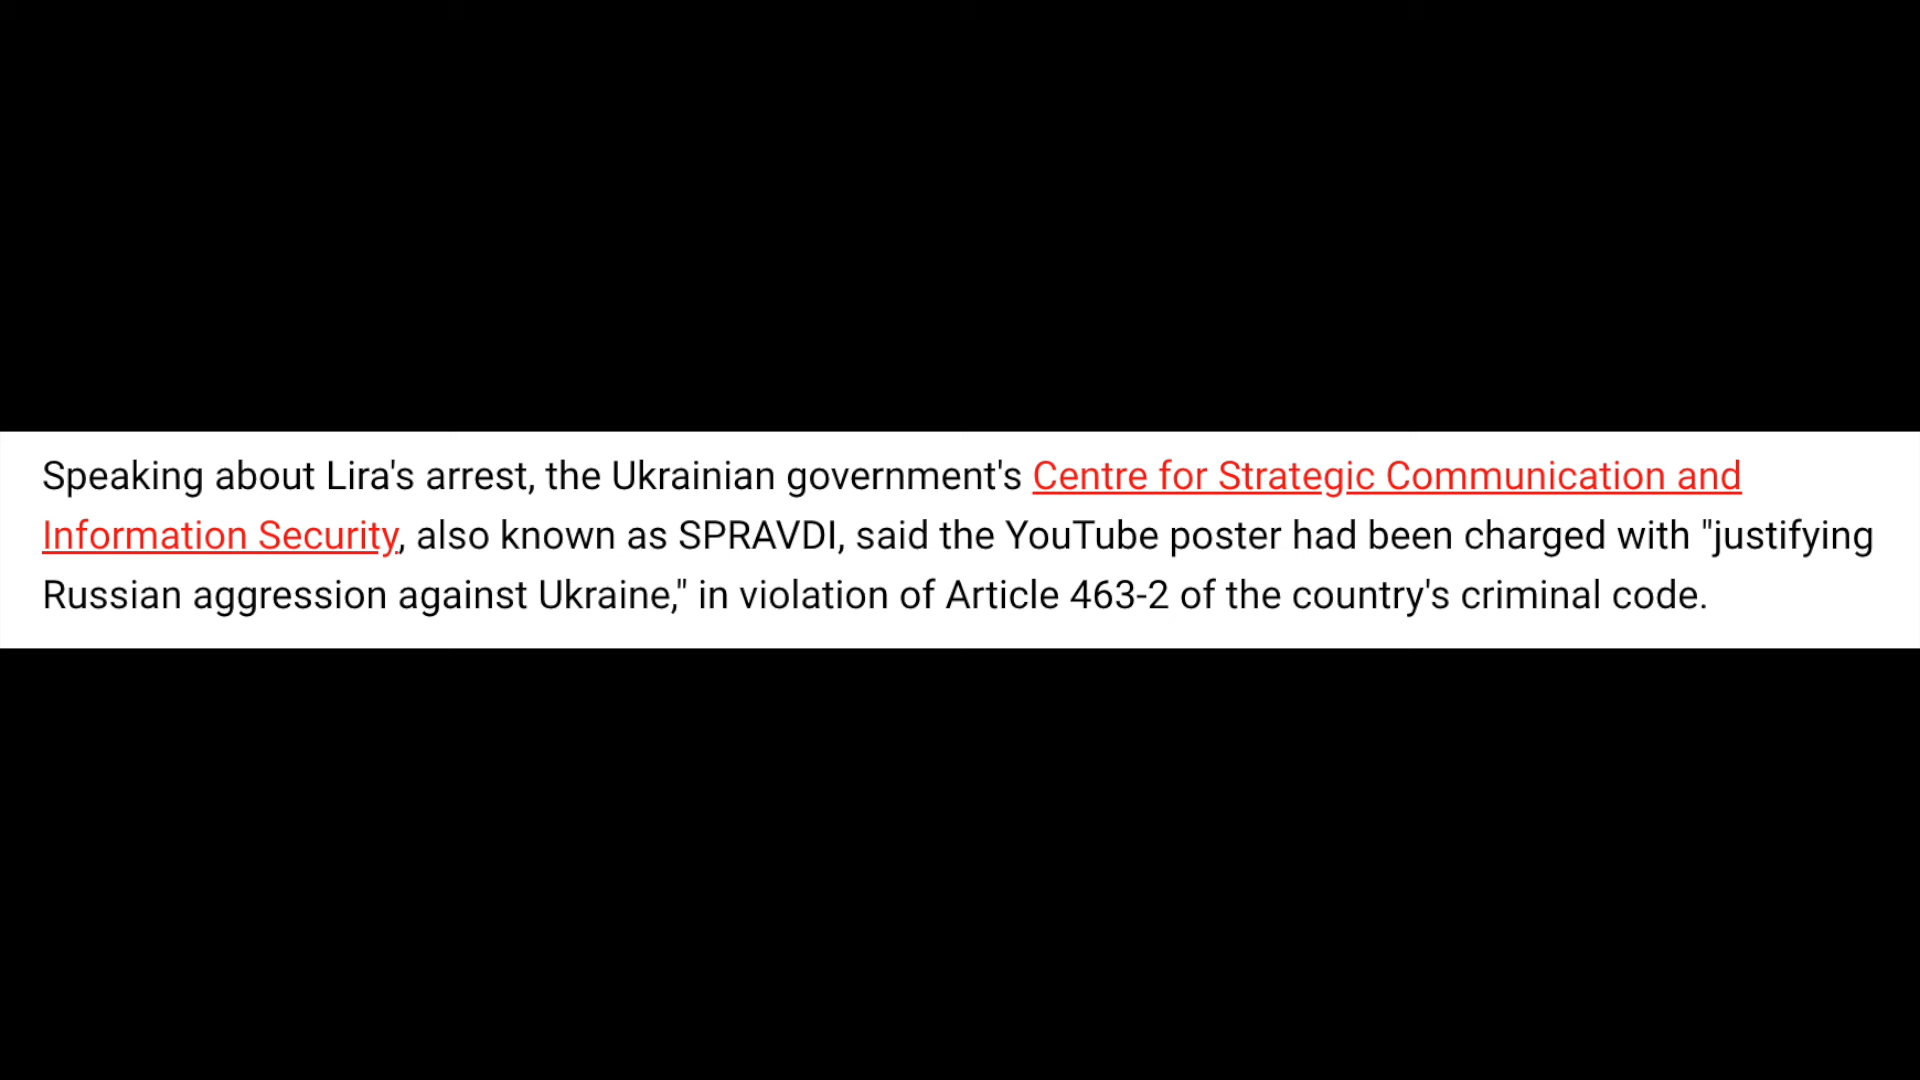 Speaking about Lira's arrest, the Ukrainian government's Centre for Strategic Communication and
Information Security, also known as SPRAVDI, said the YouTube poster had been charged with "justifying
Russian aggression against Ukraine," in violation of Article 463-2 of the country's criminal code.